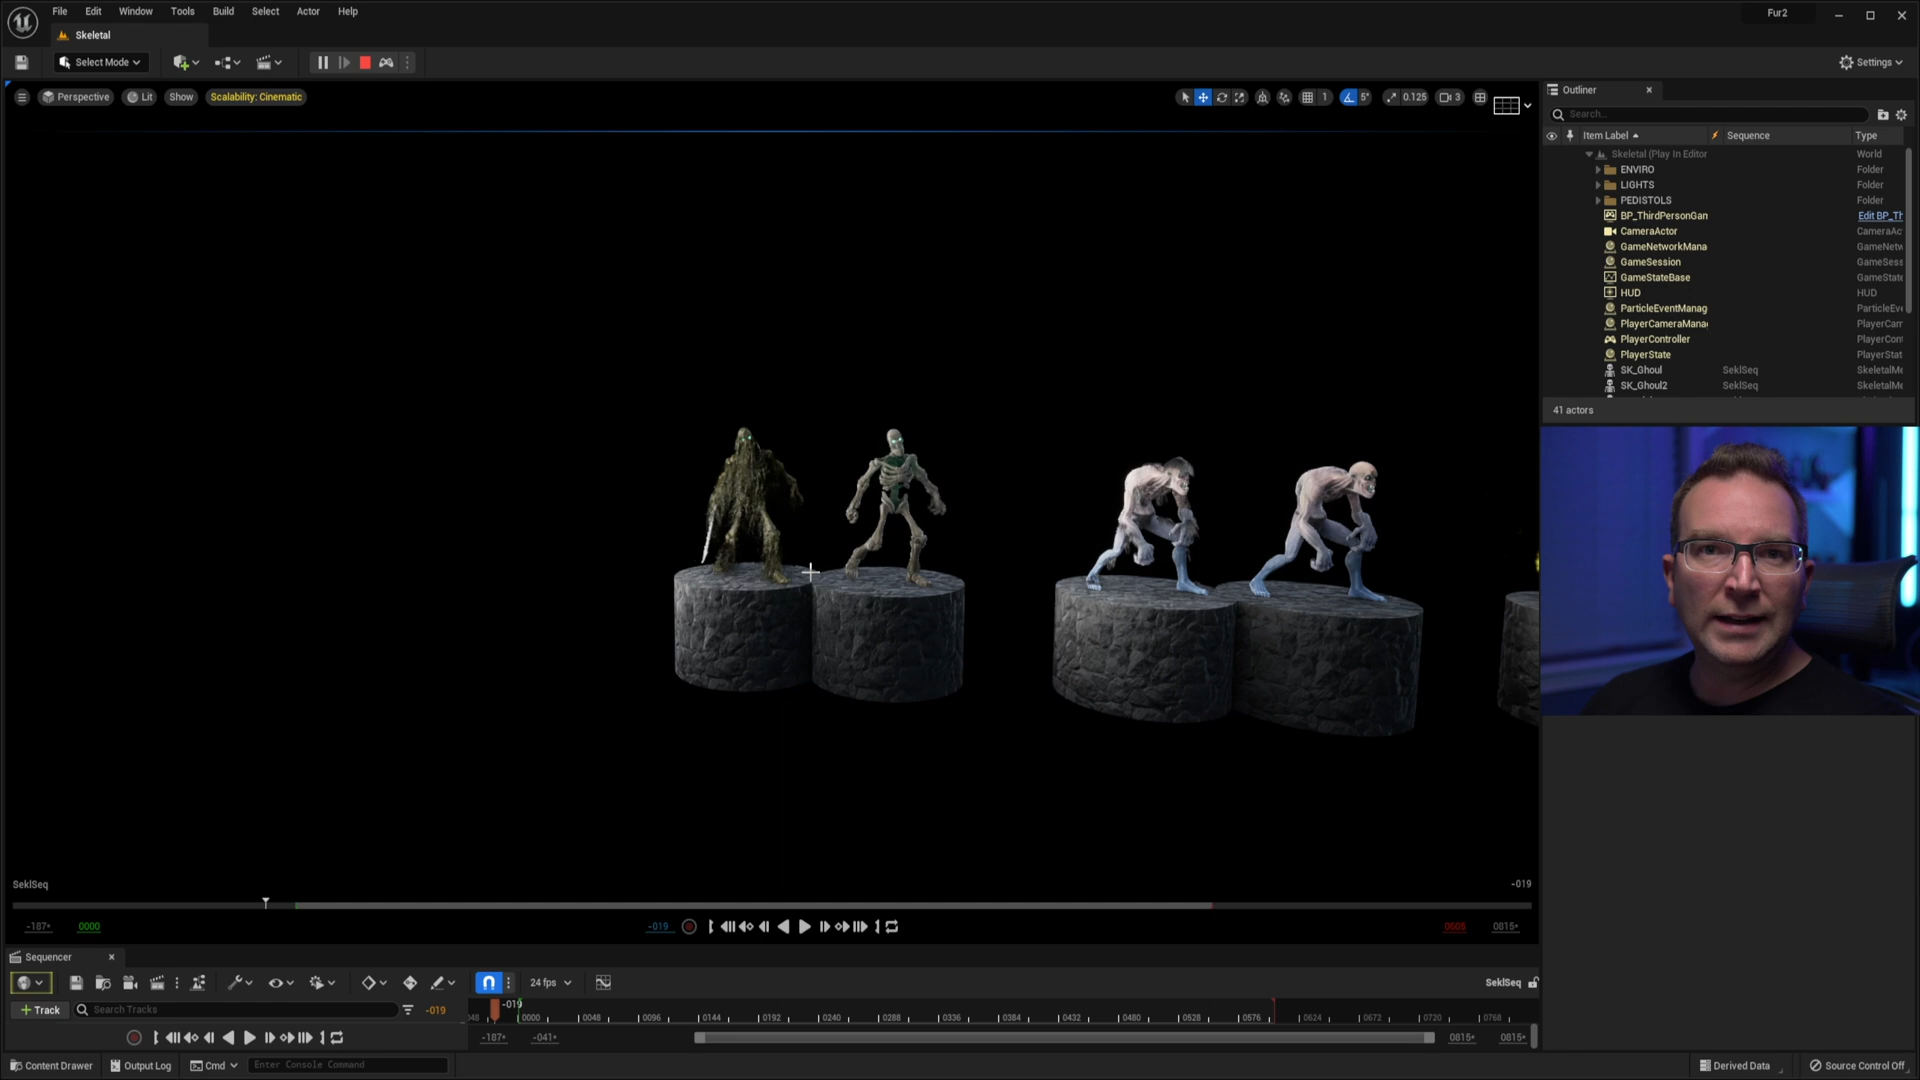 File Edit Window Tools Build Select Actor Help
Fur2
Skeletal
Select Mode
Settings
Perspective Lit Show Scalability: Cinematic
1 5° 0.125 3
Outliner
Search...
Item Label Sequence Type
Skeletal (Play In Editor World
ENVIRO Folder
LIGHTS Folder
PEDISTOLS Folder
BP_ThirdPersonGan Edit BP_Th
CameraActor CameraAc
GameNetworkMana GameNetw
GameSession GameSess
GameStateBase GameState
HUD HUD
ParticleEventManag ParticleEve
PlayerCameraMana PlayerCam
PlayerController PlayerCont
PlayerState PlayerStat
SK_Ghoul SeklSeq SkeletalMe
SK_Ghoul2 SeklSeq SkeletalMe
41 actors
SeklSeq -019
-187+ 0000 -019 0605 0815+
Sequencer
24 fps SeklSeq
Track Search Tracks -019
-019
0000 0048 0096 0144 0192 0240 0288 0336 0384 0432 0480 0528 0576 0624 0672 0720 0768
-187+ -041+ 0815+ 0815+
Content Drawer Output Log Cmd Enter Console Command Derived Data Source Control Off